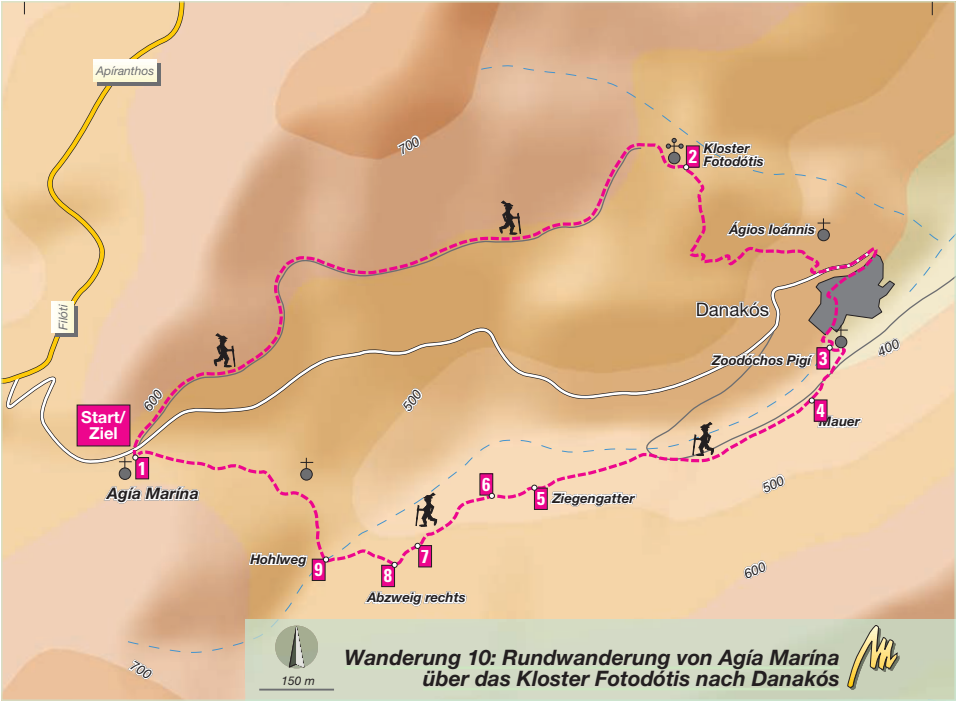 Apíranthos
700
Kloster
Fotodótis
2
Ágios Ioánnis
Filóti
Danakós
Zoodóchos Pigí
3
400
600
500
Start/
Ziel
4
Mauer
1
Agía Marína
6
5
Ziegengatter
500
7
Hohlweg
9
8
Abzweig rechts
600
700
150 m
Wanderung 10: Rundwanderung von Agía Marína
über das Kloster Fotodótis nach Danakós